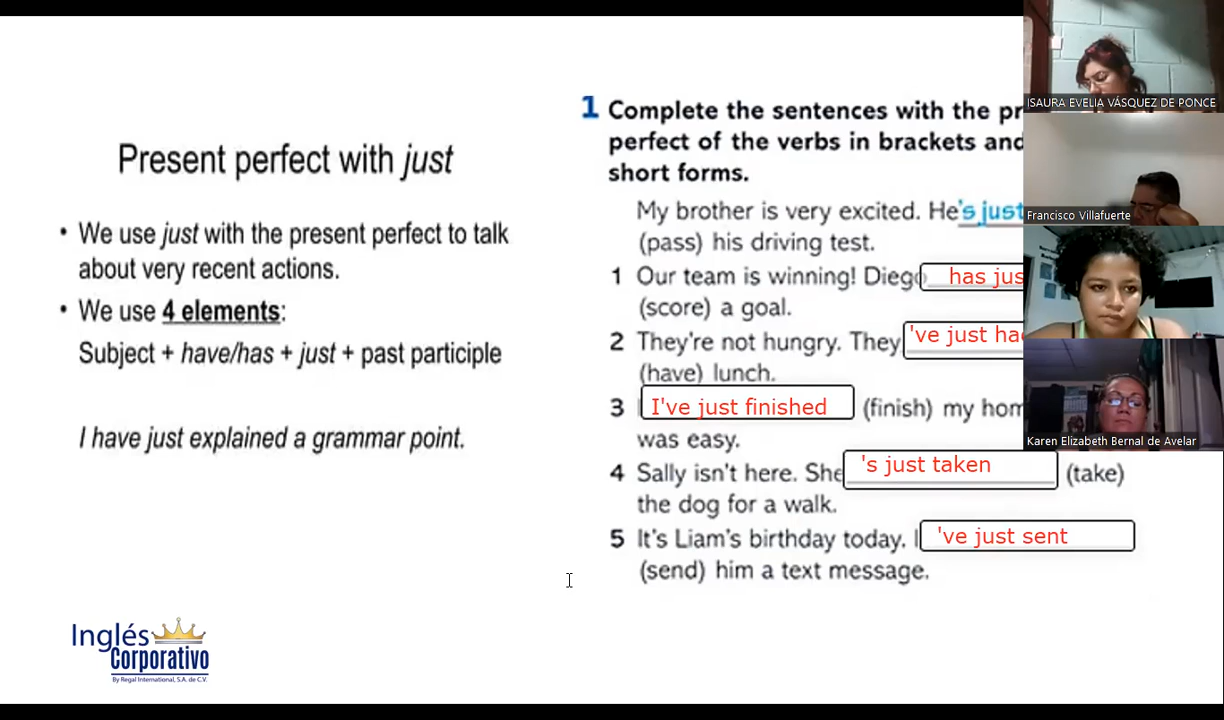 Present perfect with just
• We use just with the present perfect to talk
about very recent actions.
• We use 4 elements:
Subject + have/has + just + past participle
I have just explained a grammar point.
Inglés
Corporativo
By Regal International, S.A. de C.V.
1 Complete the sentences with the pr
perfect of the verbs in brackets and
short forms.
My brother is very excited. He's just
(pass) his driving test.
1 Our team is winning! Diego has jus
(score) a goal.
2 They're not hungry. They 've just had
(have) lunch.
3 I've just finished (finish) my hom
was easy.
4 Sally isn't here. She 's just taken (take)
the dog for a walk.
5 It's Liam's birthday today. I 've just sent
(send) him a text message.
ISAURA EVELIA VÁSQUEZ DE PONCE
Francisco Villafuerte
Karen Elizabeth Bernal de Avelar